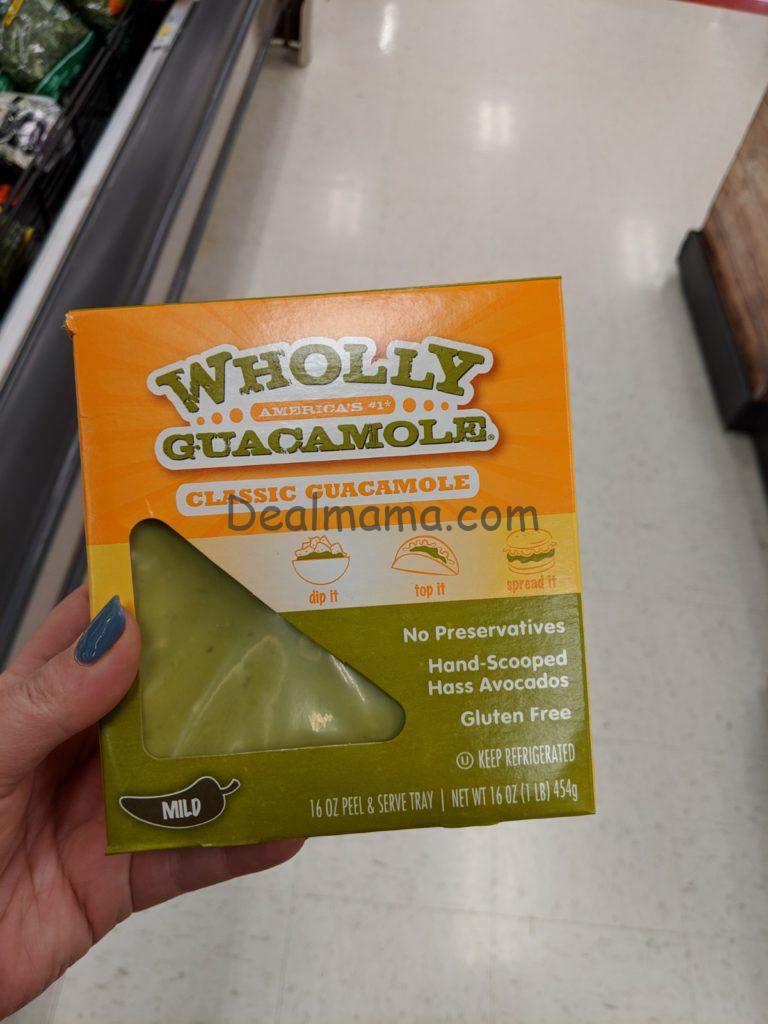 WHOLLY
AMERICA'S #1*
GUACAMOLE®
CLASSIC GUACAMOLE
Dealmama.com
dip it
top it
spread it
No Preservatives
Hand-Scooped
Hass Avocados
Gluten Free
U KEEP REFRIGERATED
MILD
16 OZ PEEL & SERVE TRAY | NET WT 16 OZ (1 LB) 454g